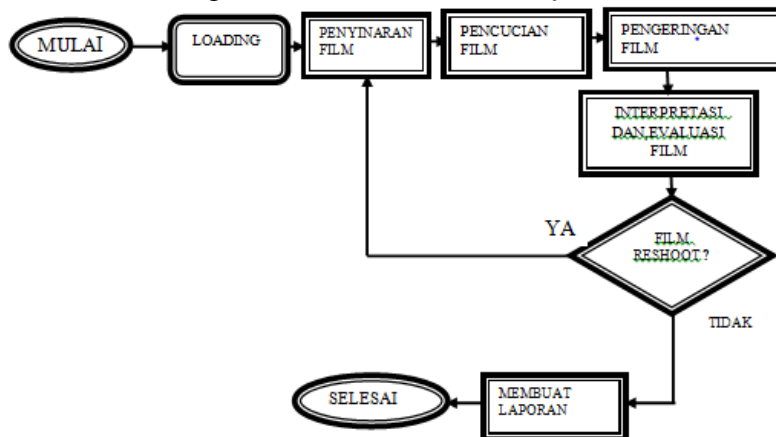 MULAI
LOADING
PENYINARAN
FILM
PENCUCIAN
FILM
PENGERINGAN
FILM
INTERPRETASI
DAN,EVALUASI
FILM
FILM
RESHOOT ?
YA
TIDAK
MEMBUAT
LAPORAN
SELESAI